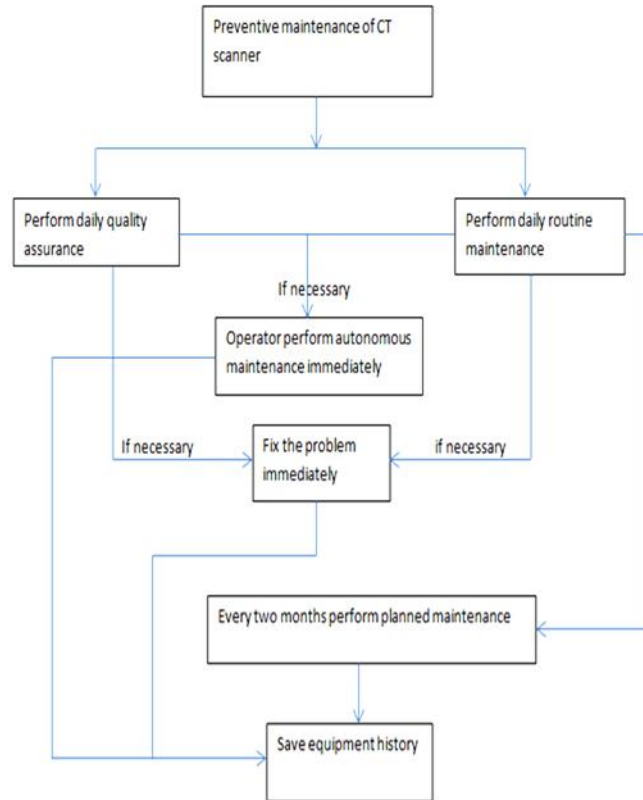 Preventive maintenance of CT
scanner
Perform daily quality
assurance
Perform daily routine
maintenance
If necessary
Operator perform autonomous
maintenance immediately
If necessary
Fix the problem
immediately
if necessary
Every two months perform planned maintenance
Save equipment history